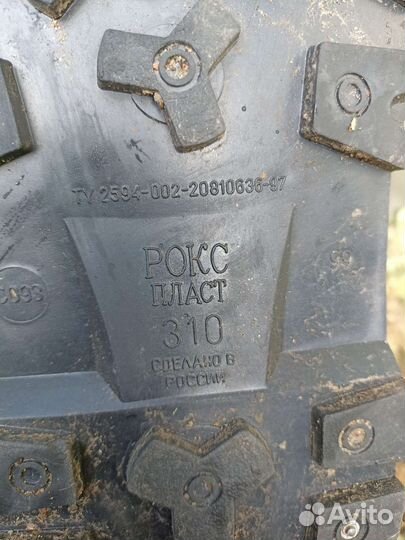 ТУ 2594-002-20810636-97
РОКС
ПЛАСТ
310
СДЕЛАНО В
РОССИИ
Avito